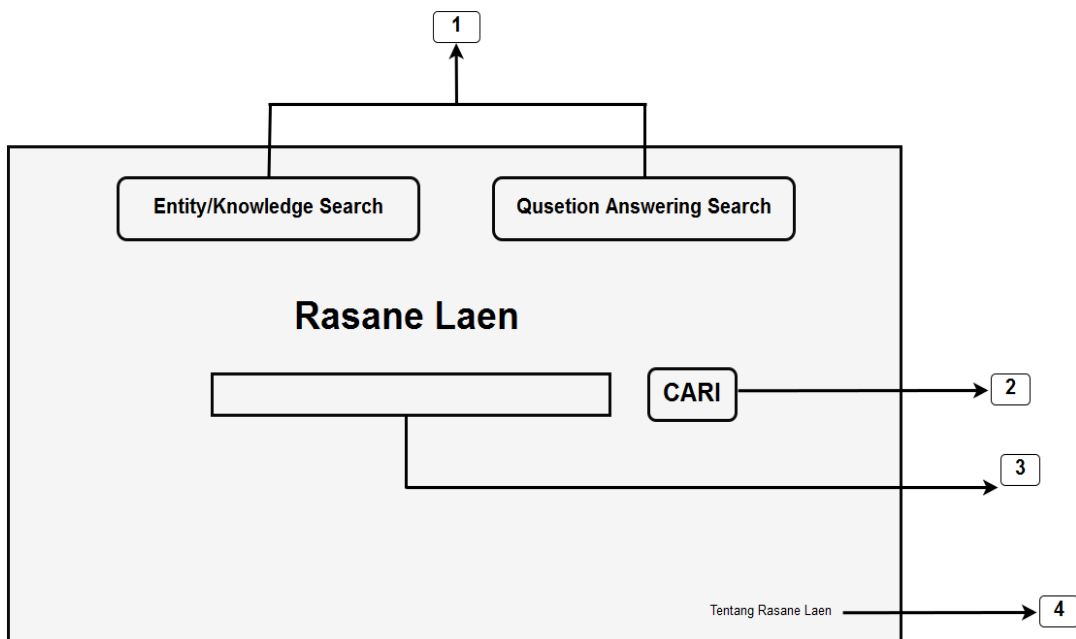 1
Entity/Knowledge Search
Qusetion Answering Search
Rasane Laen
CARI
2
3
Tentang Rasane Laen
4